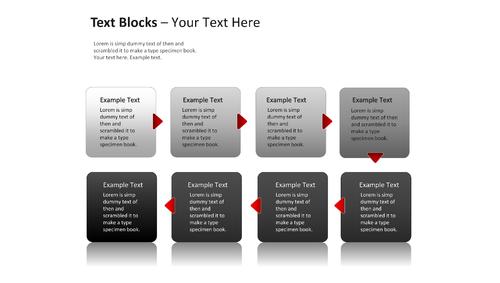 Text Blocks – Your Text Here
Lorem is simp dummy text of then and
scrambled it to make a type specimen book.
Your text here. Example text.
Example Text
Lorem is simp
dummy text of
then and
scrambled it to
make a type
specimen book.
Example Text
Lorem is simp
dummy text of
then and
scrambled it to
make a type
specimen book.
Example Text
Lorem is simp
dummy text of
then and
scrambled it to
make a type
specimen book.
Example Text
Lorem is simp
dummy text of
then and
scrambled it to
make a type
specimen book.
Example Text
Lorem is simp
dummy text of
then and
scrambled it to
make a type
specimen book.
Example Text
Lorem is simp
dummy text of
then and
scrambled it to
make a type
specimen book.
Example Text
Lorem is simp
dummy text of
then and
scrambled it to
make a type
specimen book.
Example Text
Lorem is simp
dummy text of
then and
scrambled it to
make a type
specimen book.